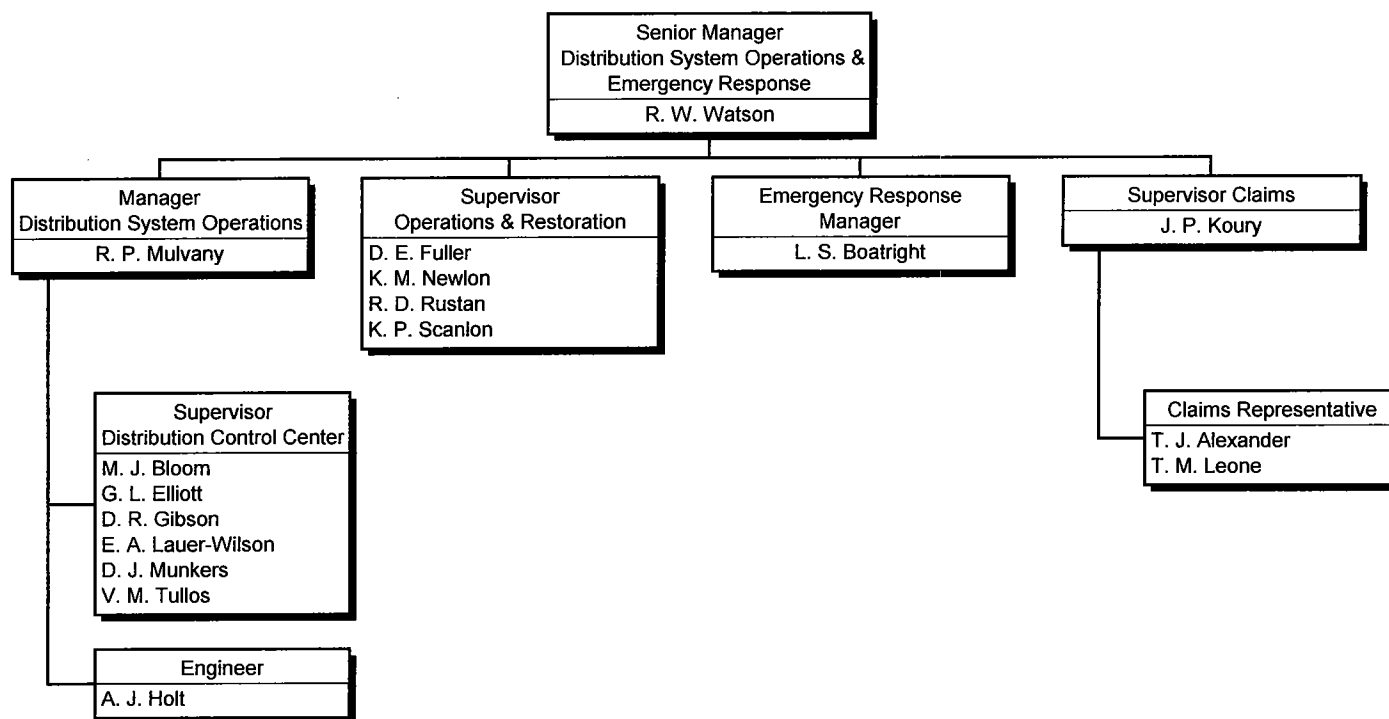 Senior Manager
Distribution System Operations &
Emergency Response
R. W. Watson
Manager
Distribution System Operations
R. P. Mulvany
Supervisor
Operations & Restoration
D. E. Fuller
K. M. Newlon
R. D. Rustan
K. P. Scanlon
Emergency Response
Manager
L. S. Boatright
Supervisor Claims
J. P. Koury
Supervisor
Distribution Control Center
M. J. Bloom
G. L. Elliott
D. R. Gibson
E. A. Lauer-Wilson
D. J. Munkers
V. M. Tullos
Claims Representative
T. J. Alexander
T. M. Leone
Engineer
A. J. Holt